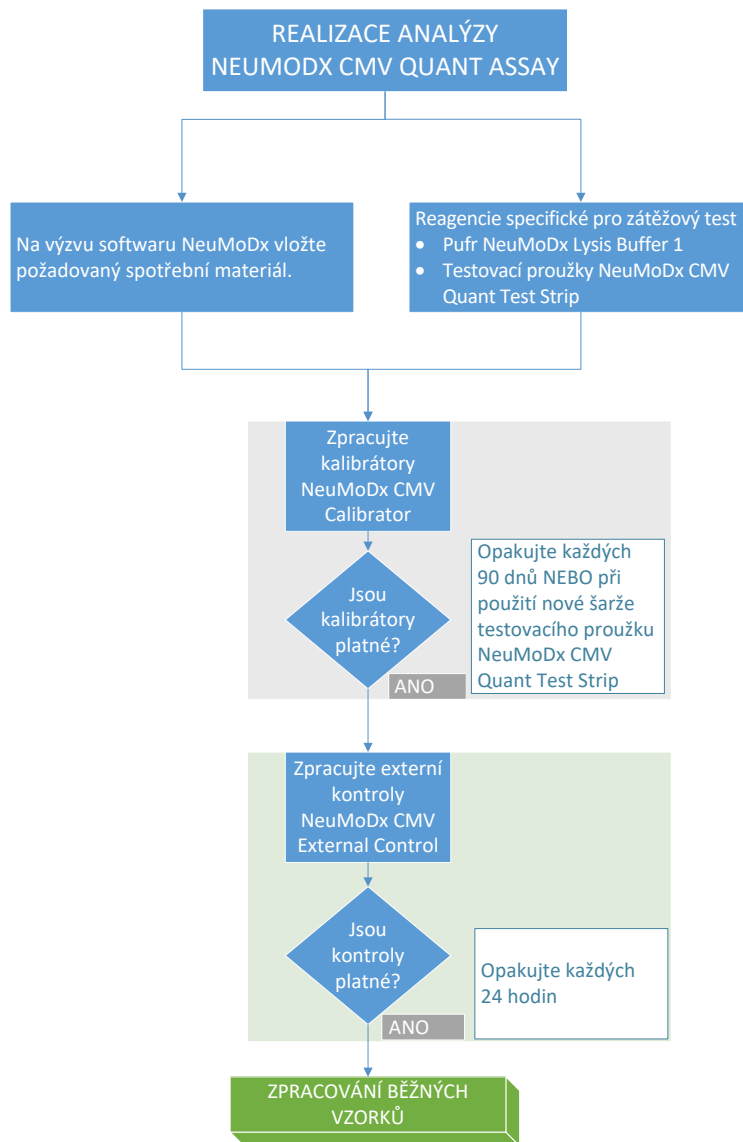 REALIZACE ANALÝZY
NEUMODX CMV QUANT ASSAY
Na výzvu softwaru NeuMoDx vložte
požadovaný spotřební materiál.
Reagencie specifické pro zátěžový test
• Pufr NeuMoDx Lysis Buffer 1
• Testovací proužky NeuMoDx CMV
Quant Test Strip
Zpracujte
kalibrátory
NeuMoDx CMV
Calibrator
Jsou
kalibrátory
platné?
ANO
Opakujte každých
90 dnů NEBO při
použití nové šarže
testovacího proužku
NeuMoDx CMV
Quant Test Strip
Zpracujte externí
kontroly
NeuMoDx CMV
External Control
Jsou
kontroly
platné?
ANO
Opakujte každých
24 hodin
ZPRACOVÁNÍ BĚŽNÝCH
VZORKŮ